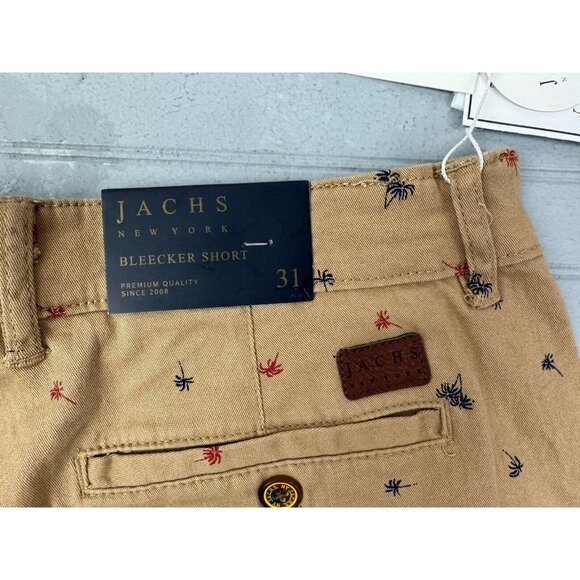 JACHS
NEW YORK
BLEECKER SHORT
PREMIUM QUALITY
SINCE 2008
31
JACHS
NEW YORK